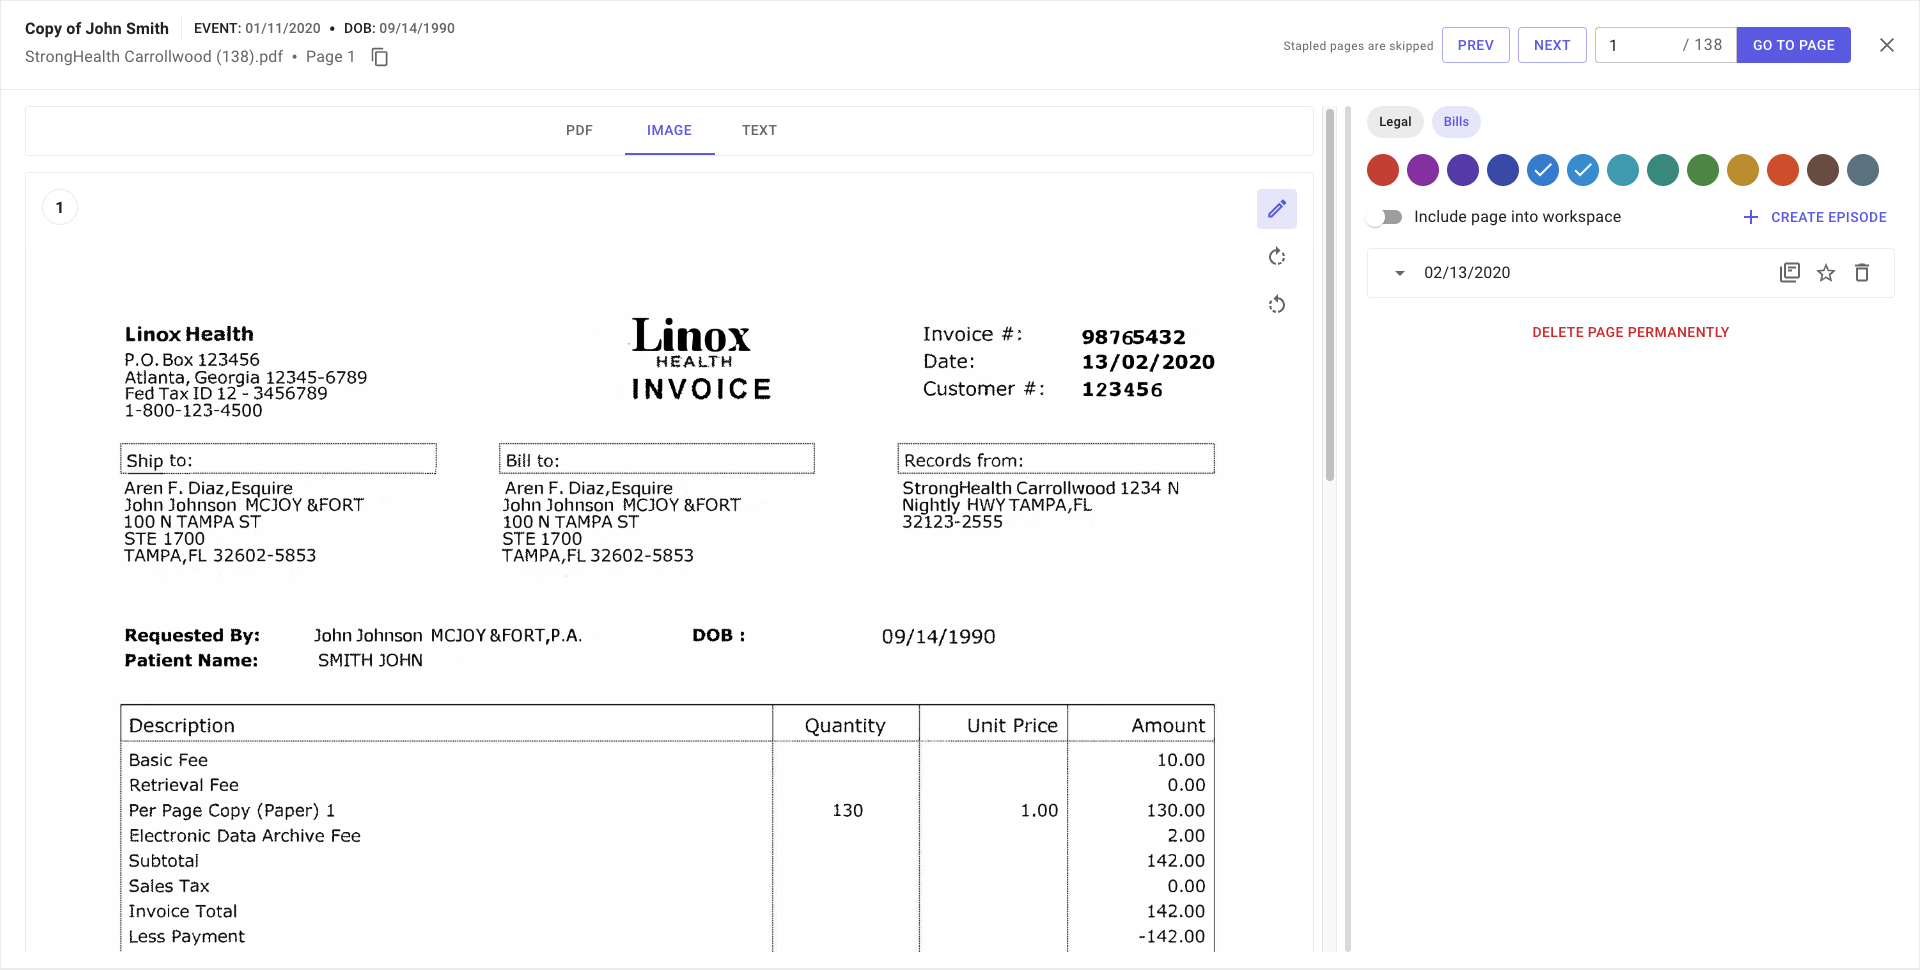 Copy of John Smith EVENT: 01/11/2020 • DOB: 09/14/1990
StrongHealth Carrollwood (138).pdf • Page 1
Stapled pages are skipped PREV NEXT 1 / 138 GO TO PAGE
PDF IMAGE TEXT
1
Linox Health
P.O. Box 123456
Atlanta, Georgia 12345-6789
Fed Tax ID 12 - 3456789
1-800-123-4500
Linox
HEALTH
INVOICE
Invoice #: 98765432
Date: 13/02/2020
Customer #: 123456
Ship to:
Aren F. Diaz,Esquire
John Johnson MCJOY &FORT
100 N TAMPA ST
STE 1700
TAMPA,FL 32602-5853
Bill to:
Aren F. Diaz,Esquire
John Johnson MCJOY &FORT
100 N TAMPA ST
STE 1700
TAMPA,FL 32602-5853
Records from:
StrongHealth Carrollwood 1234 N
Nightly HWY TAMPA,FL
32123-2555
Requested By: John Johnson MCJOY &FORT,P.A. DOB : 09/14/1990
Patient Name: SMITH JOHN
Description Quantity Unit Price Amount
Basic Fee 10.00
Retrieval Fee 0.00
Per Page Copy (Paper) 1 130 1.00 130.00
Electronic Data Archive Fee 2.00
Subtotal 142.00
Sales Tax 0.00
Invoice Total 142.00
Less Payment -142.00
Legal Bills
Include page into workspace + CREATE EPISODE
02/13/2020
DELETE PAGE PERMANENTLY